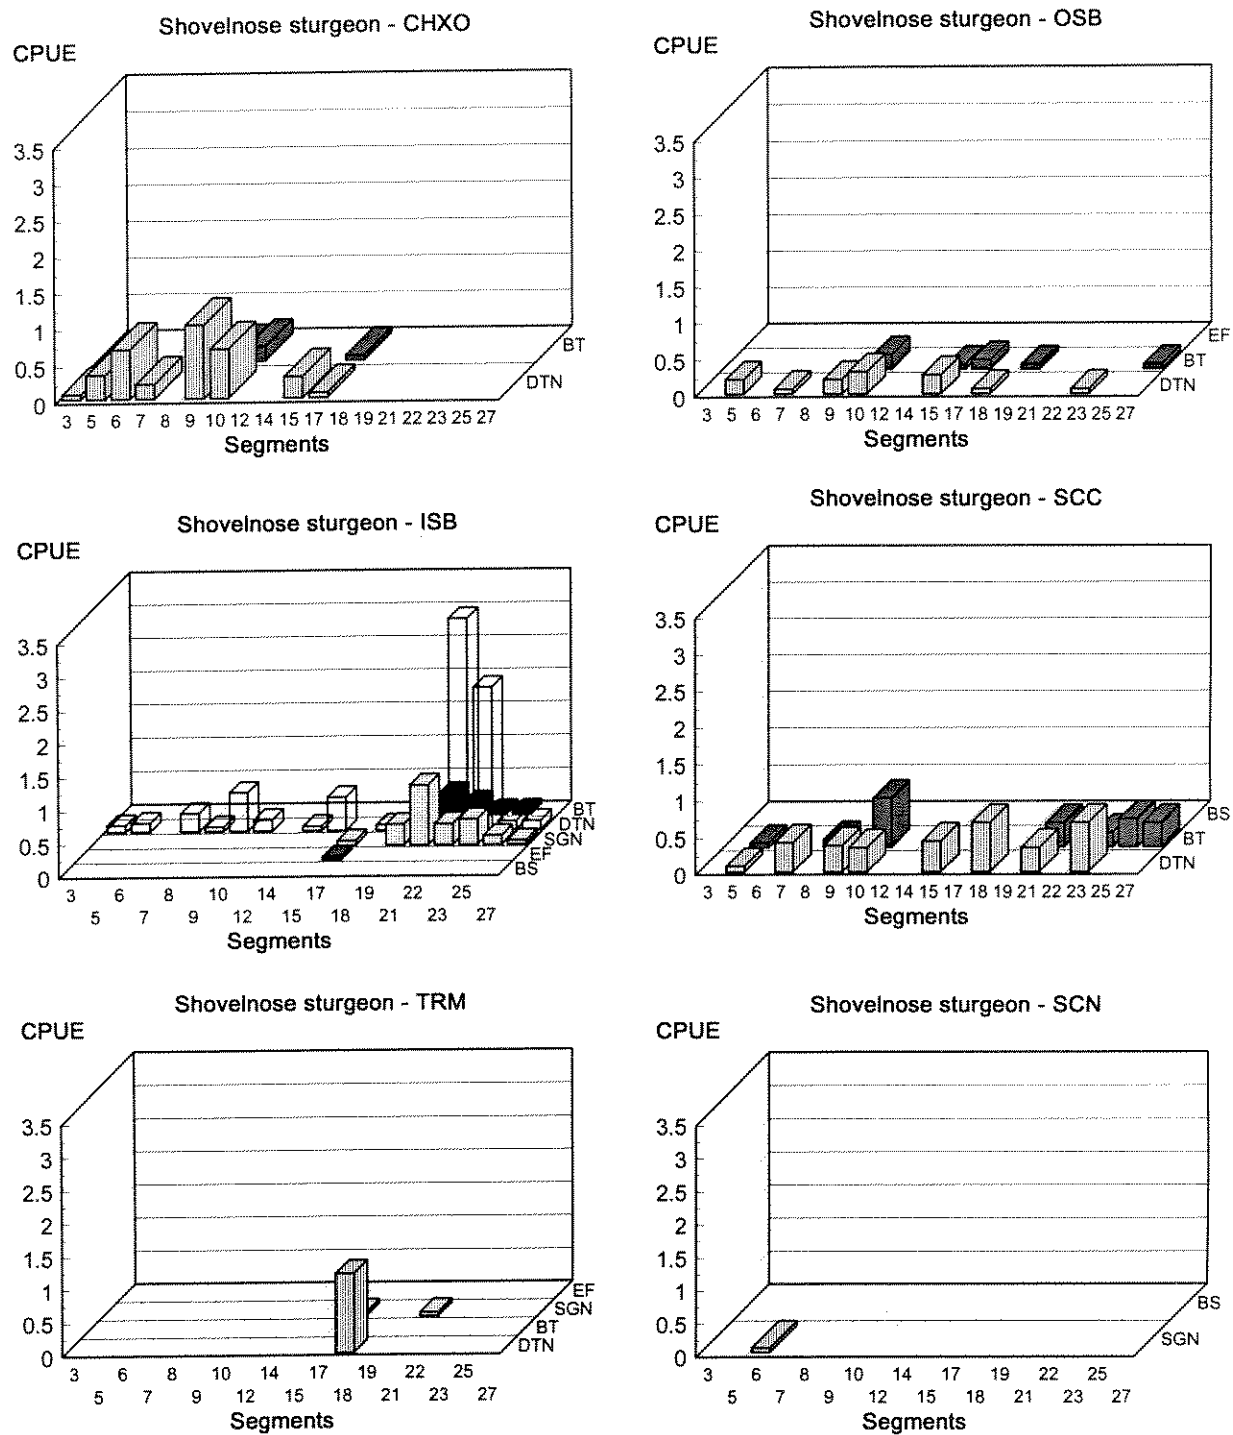 Shovelnose sturgeon - CHXO
CPUE
3.5
3
2.5
2
1.5
1
0.5
0
BT
DTN
3 5 6 7 8 9 10 12 14 15 17 18 19 21 22 23 25 27
Segments
Shovelnose sturgeon - OSB
CPUE
3.5
3
2.5
2
1.5
1
0.5
0
EF
BT
DTN
3 5 6 7 8 9 10 12 14 15 17 18 19 21 22 23 25 27
Segments
Shovelnose sturgeon - ISB
CPUE
3.5
3
2.5
2
1.5
1
0.5
0
BT
DTN
SGN
EF
BS
3 6 8 10 14 17 19 22 25
5 7 9 12 15 18 21 23 27
Segments
Shovelnose sturgeon - SCC
CPUE
3.5
3
2.5
2
1.5
1
0.5
0
BS
BT
DTN
3 5 6 7 8 9 10 12 14 15 17 18 19 21 22 23 25 27
Segments
Shovelnose sturgeon - TRM
CPUE
3.5
3
2.5
2
1.5
1
0.5
0
EF
SGN
BT
DTN
3 6 8 10 14 17 19 22 25
5 7 9 12 15 18 21 23 27
Segments
Shovelnose sturgeon - SCN
CPUE
3.5
3
2.5
2
1.5
1
0.5
0
BS
SGN
3 6 8 10 14 17 19 22 25
5 7 9 12 15 18 21 23 27
Segments